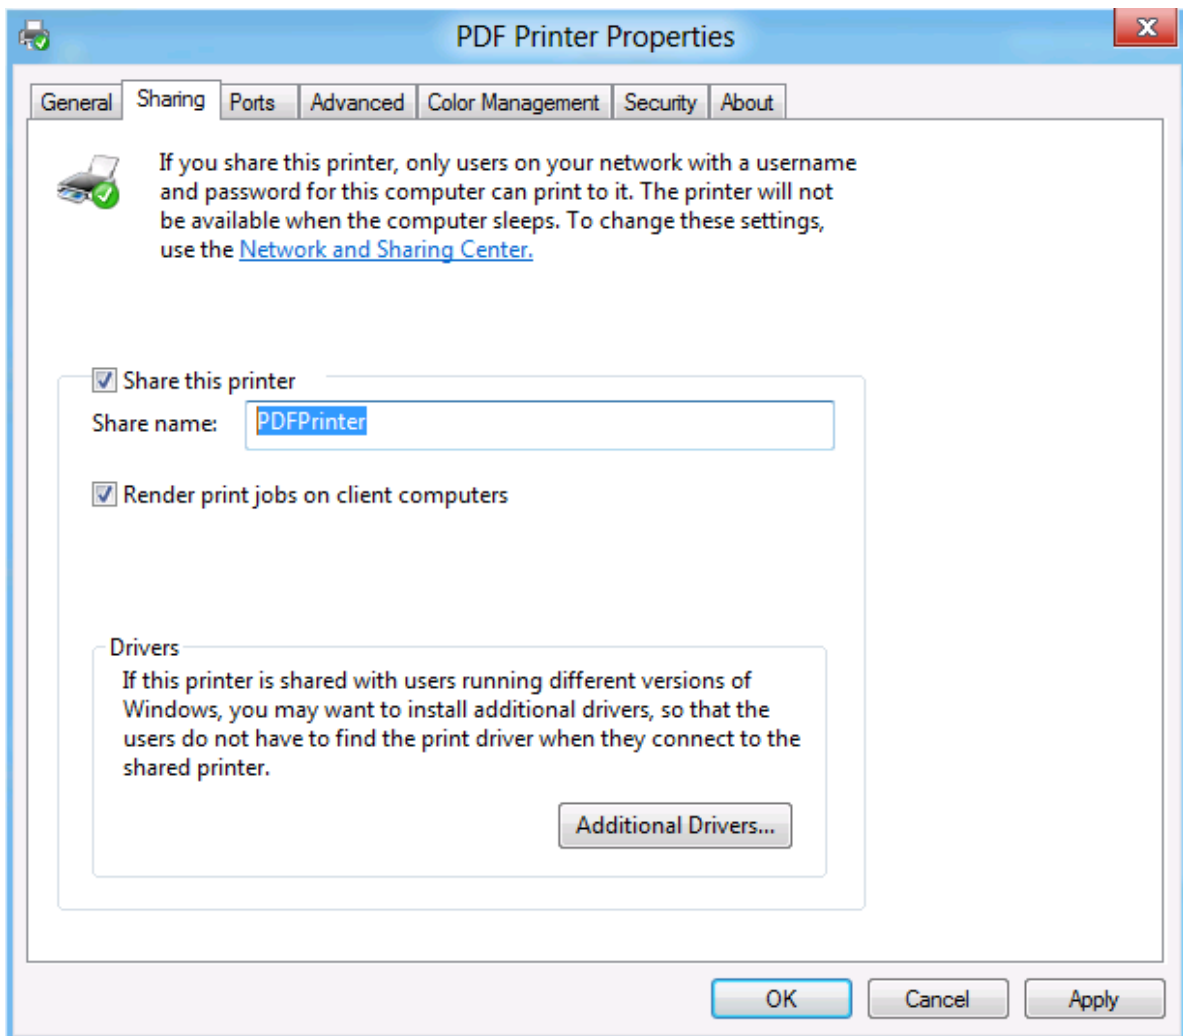 PDF Printer Properties
x
General Sharing Ports Advanced Color Management Security About
If you share this printer, only users on your network with a username
and password for this computer can print to it. The printer will not
be available when the computer sleeps. To change these settings,
use the Network and Sharing Center.
Share this printer
Share name: PDFPrinter
Render print jobs on client computers
Drivers
If this printer is shared with users running different versions of
Windows, you may want to install additional drivers, so that the
users do not have to find the print driver when they connect to the
shared printer.
Additional Drivers...
OK Cancel Apply